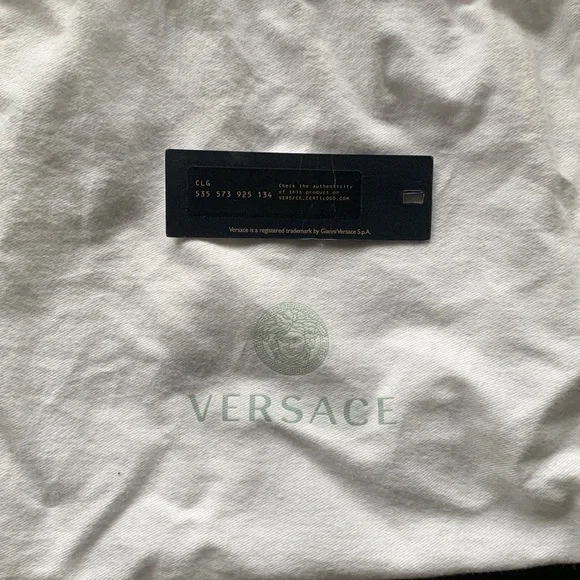 CLG
535 573 925 134
Check the authenticity
of this product on
VERSACE.CERTILOGO.COM
Versace is a registered trademark by Gianni Versace S.p.A.
VERSACE